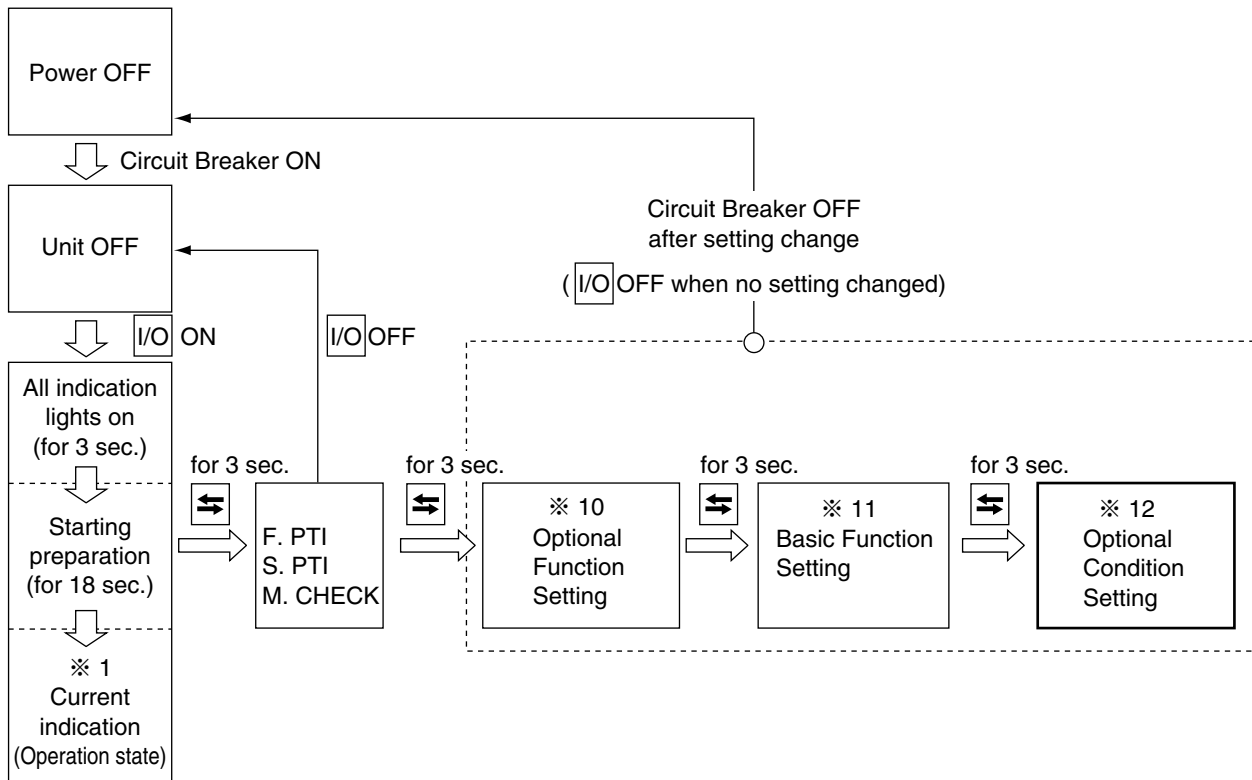 Power OFF
Circuit Breaker ON
Unit OFF
Circuit Breaker OFF
after setting change
( I/O OFF when no setting changed)
I/O ON
I/O OFF
All indication
lights on
(for 3 sec.)
Starting
preparation
(for 18 sec.)
※ 1
Current
indication
(Operation state)
for 3 sec.
F. PTI
S. PTI
M. CHECK
for 3 sec.
※ 10
Optional
Function
Setting
for 3 sec.
※ 11
Basic Function
Setting
for 3 sec.
※ 12
Optional
Condition
Setting